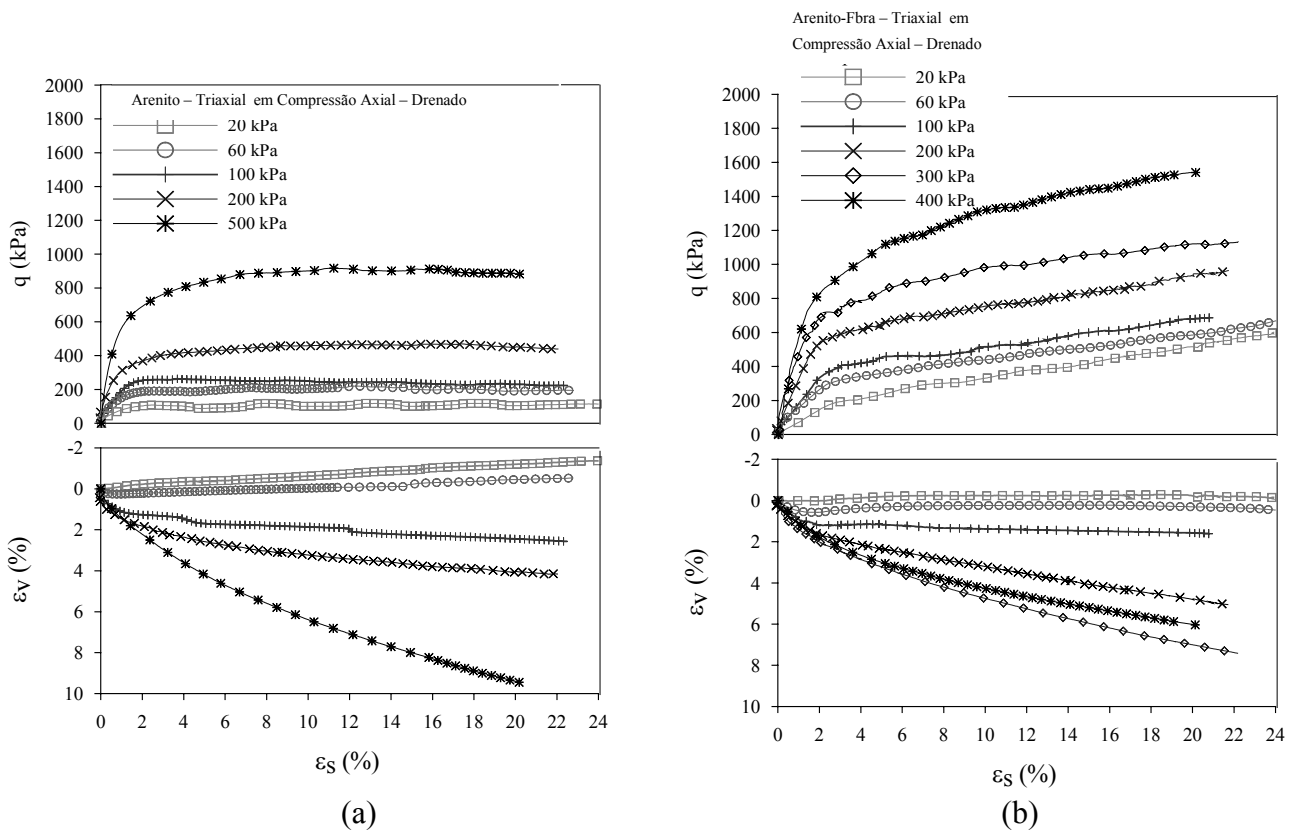 Arenito – Triaxial em Compressão Axial – Drenado
20 kPa
60 kPa
100 kPa
200 kPa
500 kPa
q (kPa)
2000
1800
1600
1400
1200
1000
800
600
400
200
0
εv (%)
-2
0
2
4
6
8
10
0 2 4 6 8 10 12 14 16 18 20 22 24
εs (%)
(a)
Arenito-Fbra – Triaxial em
Compressão Axial – Drenado
20 kPa
60 kPa
100 kPa
200 kPa
300 kPa
400 kPa
q (kPa)
2000
1800
1600
1400
1200
1000
800
600
400
200
0
εv (%)
-2
0
2
4
6
8
10
0 2 4 6 8 10 12 14 16 18 20 22 24
εs (%)
(b)